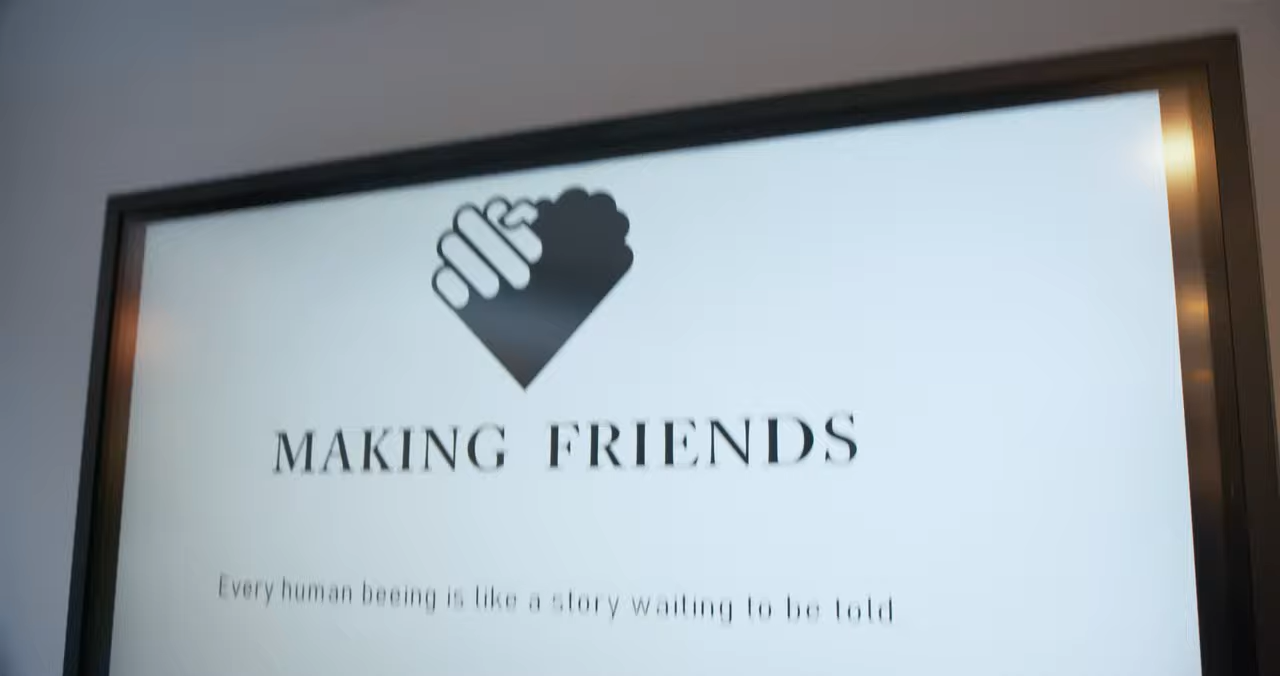 MAKING FRIENDS
Every human beeing is like a story waiting to be told